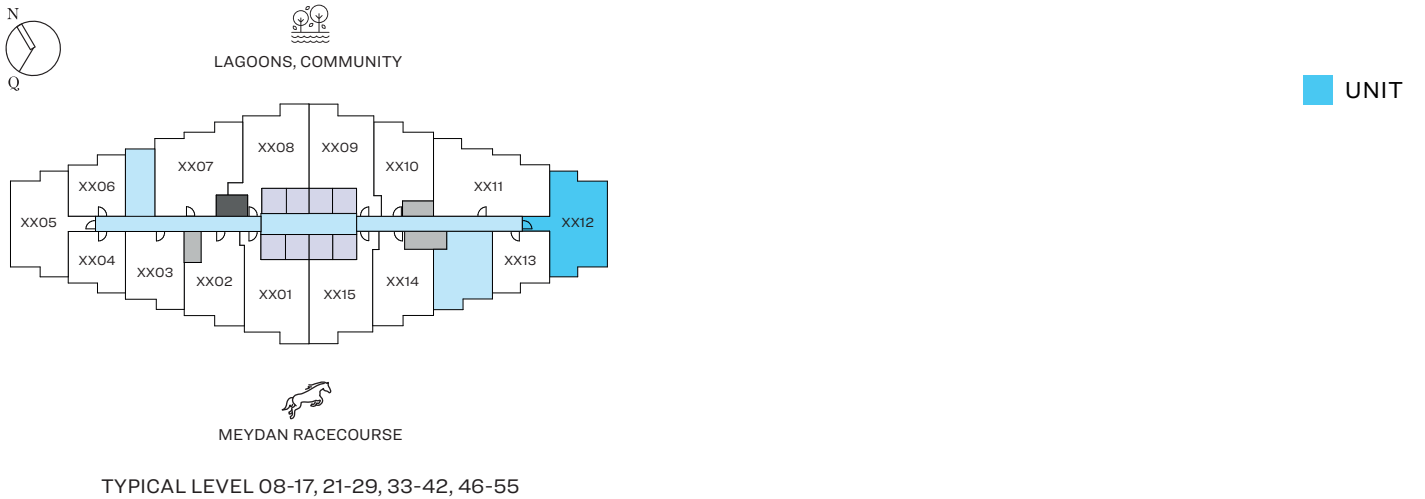 N
Q
LAGOONS, COMMUNITY
UNIT
XX08
XX09
XX07
XX10
XX06
XX11
XX05
XX12
XX04
XX03
XX13
XX02
XX14
XX01
XX15
MEYDAN RACECOURSE
TYPICAL LEVEL 08-17, 21-29, 33-42, 46-55